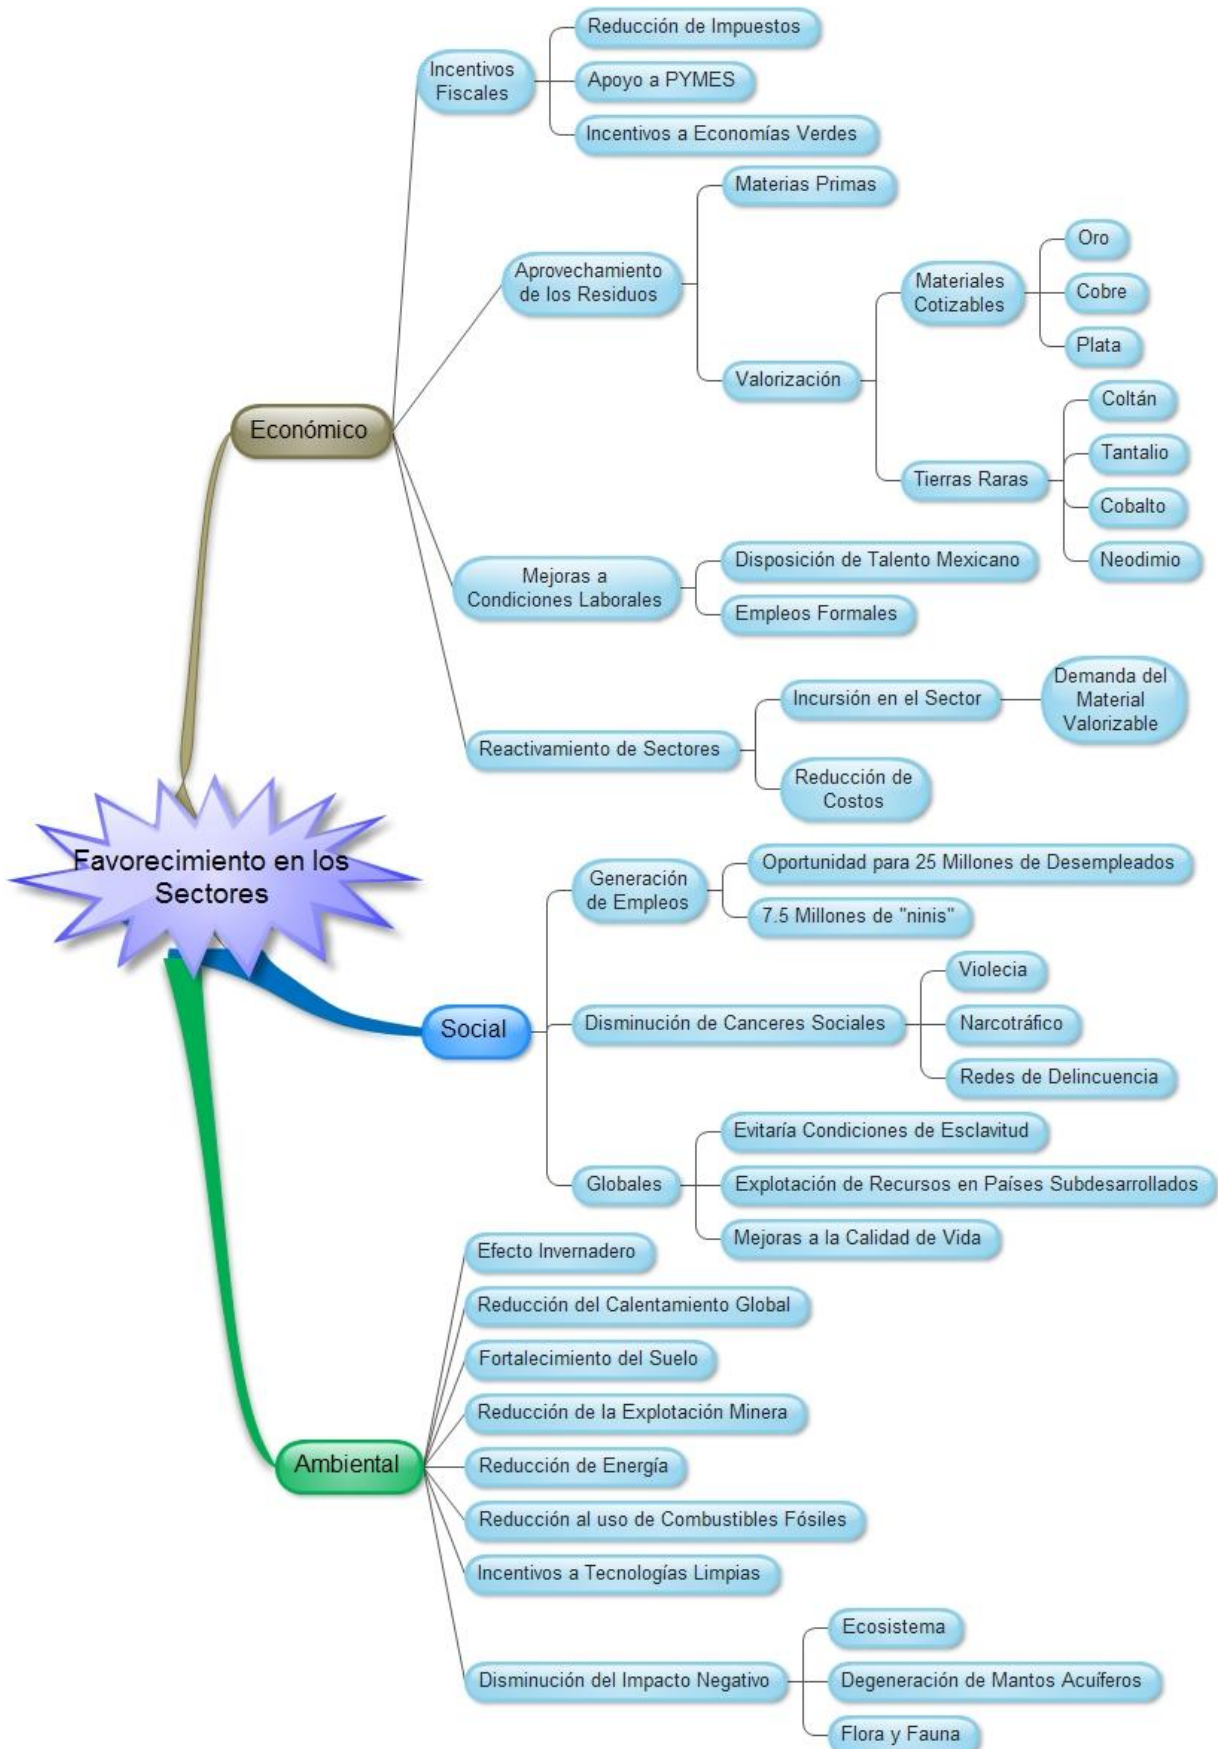 Favorecimiento en los
Sectores
Económico
Incentivos
Fiscales
Reducción de Impuestos
Apoyo a PYMES
Incentivos a Economías Verdes
Aprovechamiento
de los Residuos
Materias Primas
Valorización
Materiales
Cotizables
Oro
Cobre
Plata
Tierras Raras
Coltán
Tantalio
Cobalto
Neodimio
Mejoras a
Condiciones Laborales
Disposición de Talento Mexicano
Empleos Formales
Reactivamiento de Sectores
Incursión en el Sector
Demanda del
Material
Valorizable
Reducción de
Costos
Social
Generación
de Empleos
Oportunidad para 25 Millones de Desempleados
7.5 Millones de "ninis"
Disminución de Canceres Sociales
Violecia
Narcotráfico
Redes de Delincuencia
Globales
Evitaría Condiciones de Esclavitud
Explotación de Recursos en Países Subdesarrollados
Mejoras a la Calidad de Vida
Ambiental
Efecto Invernadero
Reducción del Calentamiento Global
Fortalecimiento del Suelo
Reducción de la Explotación Minera
Reducción de Energía
Reducción al uso de Combustibles Fósiles
Incentivos a Tecnologías Limpias
Disminución del Impacto Negativo
Ecosistema
Degeneración de Mantos Acuíferos
Flora y Fauna